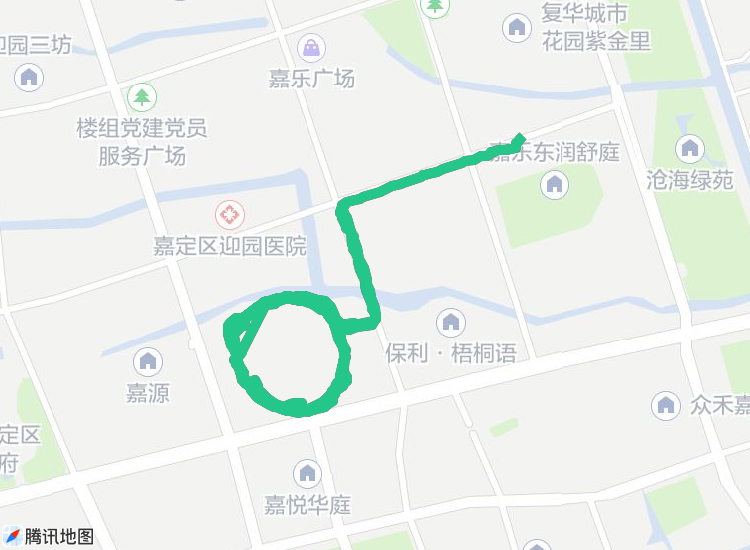 复华城市
花园紫金里
迎园三坊
嘉乐广场
楼组党建党员
服务广场
嘉乐东润舒庭
沧海绿苑
嘉定区迎园医院
保利·梧桐语
嘉源
众禾嘉
定区
府
嘉悦华庭
腾讯地图